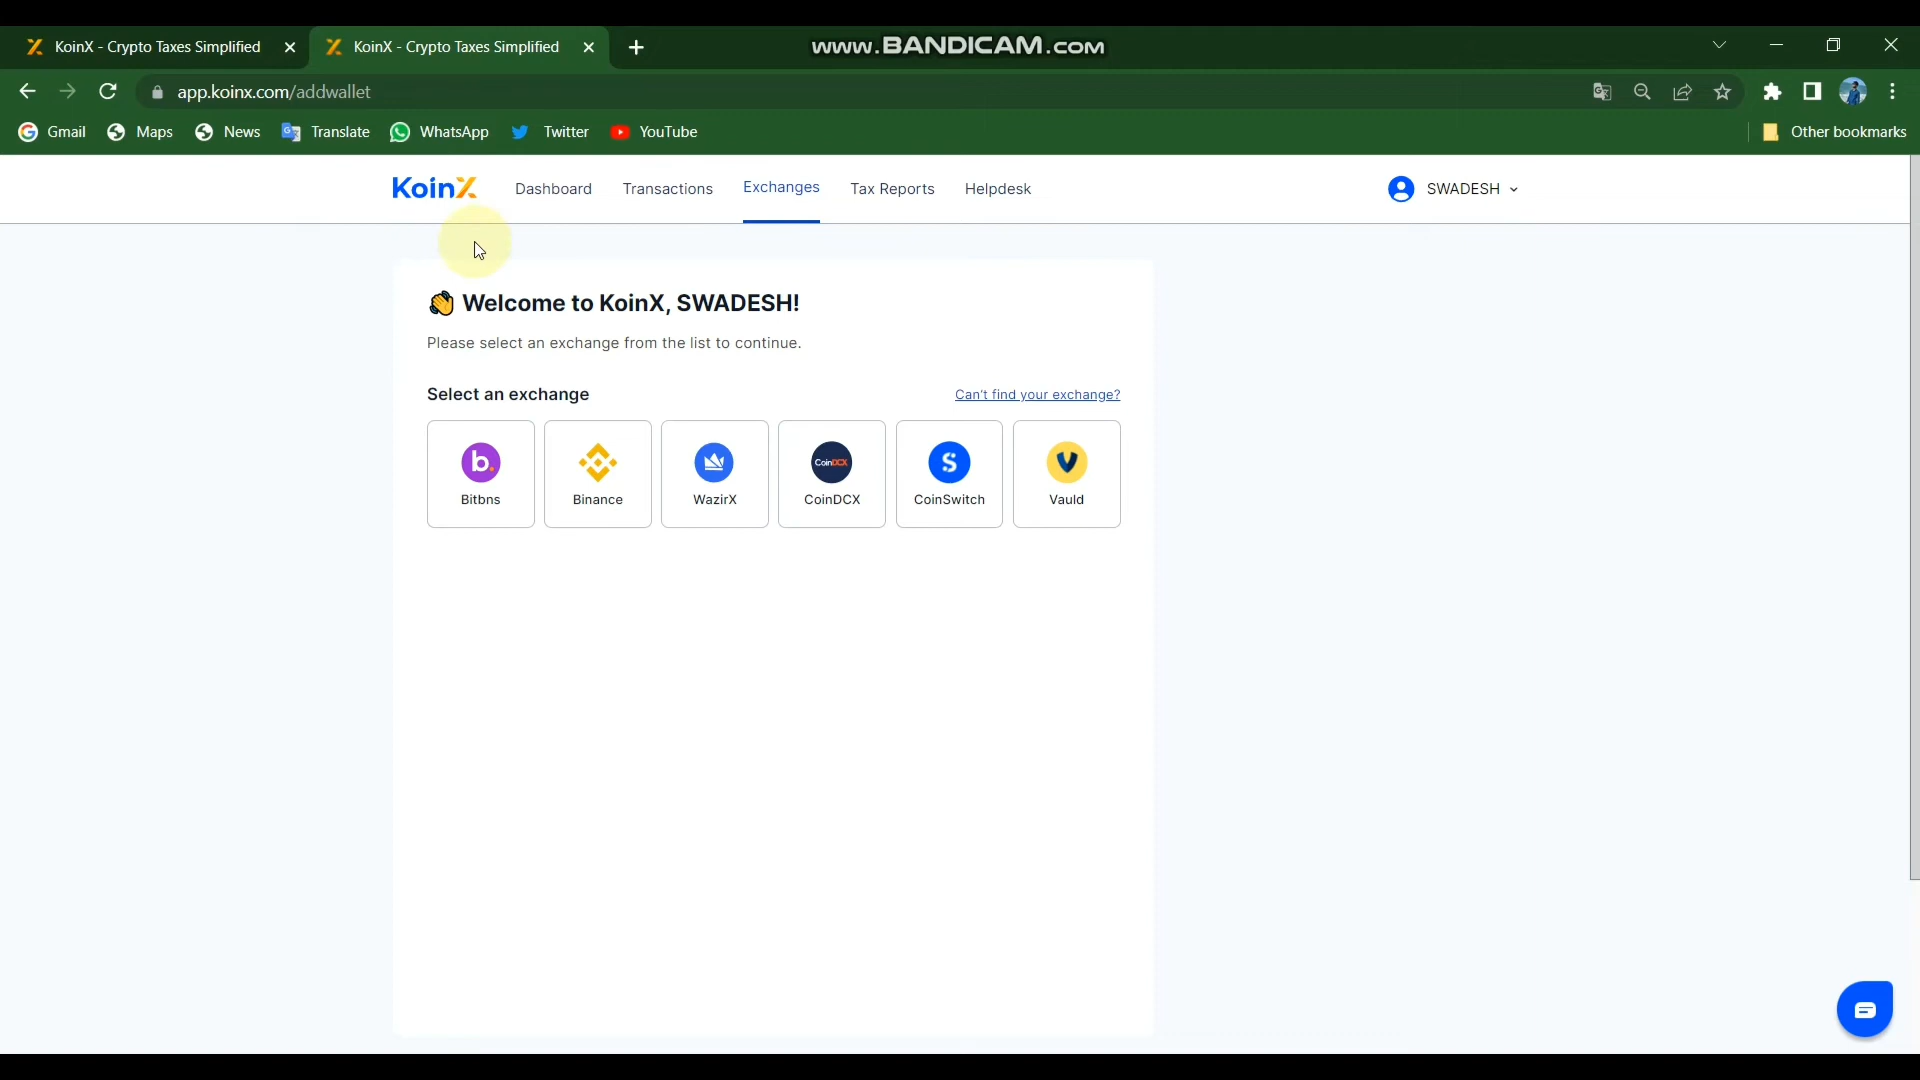 KoinX - Crypto Taxes Simplified
KoinX - Crypto Taxes Simplified
www.BANDICAM.com
app.koinx.com/addwallet
Gmail
Maps
News
Translate
WhatsApp
Twitter
YouTube
Other bookmarks
KoinX
Dashboard
Transactions
Exchanges
Tax Reports
Helpdesk
SWADESH
Welcome to KoinX, SWADESH!
Please select an exchange from the list to continue.
Select an exchange
Can't find your exchange?
b.
Bitbns
Binance
WazirX
CoinDCX
CoinDCX
S
CoinSwitch
V
Vauld